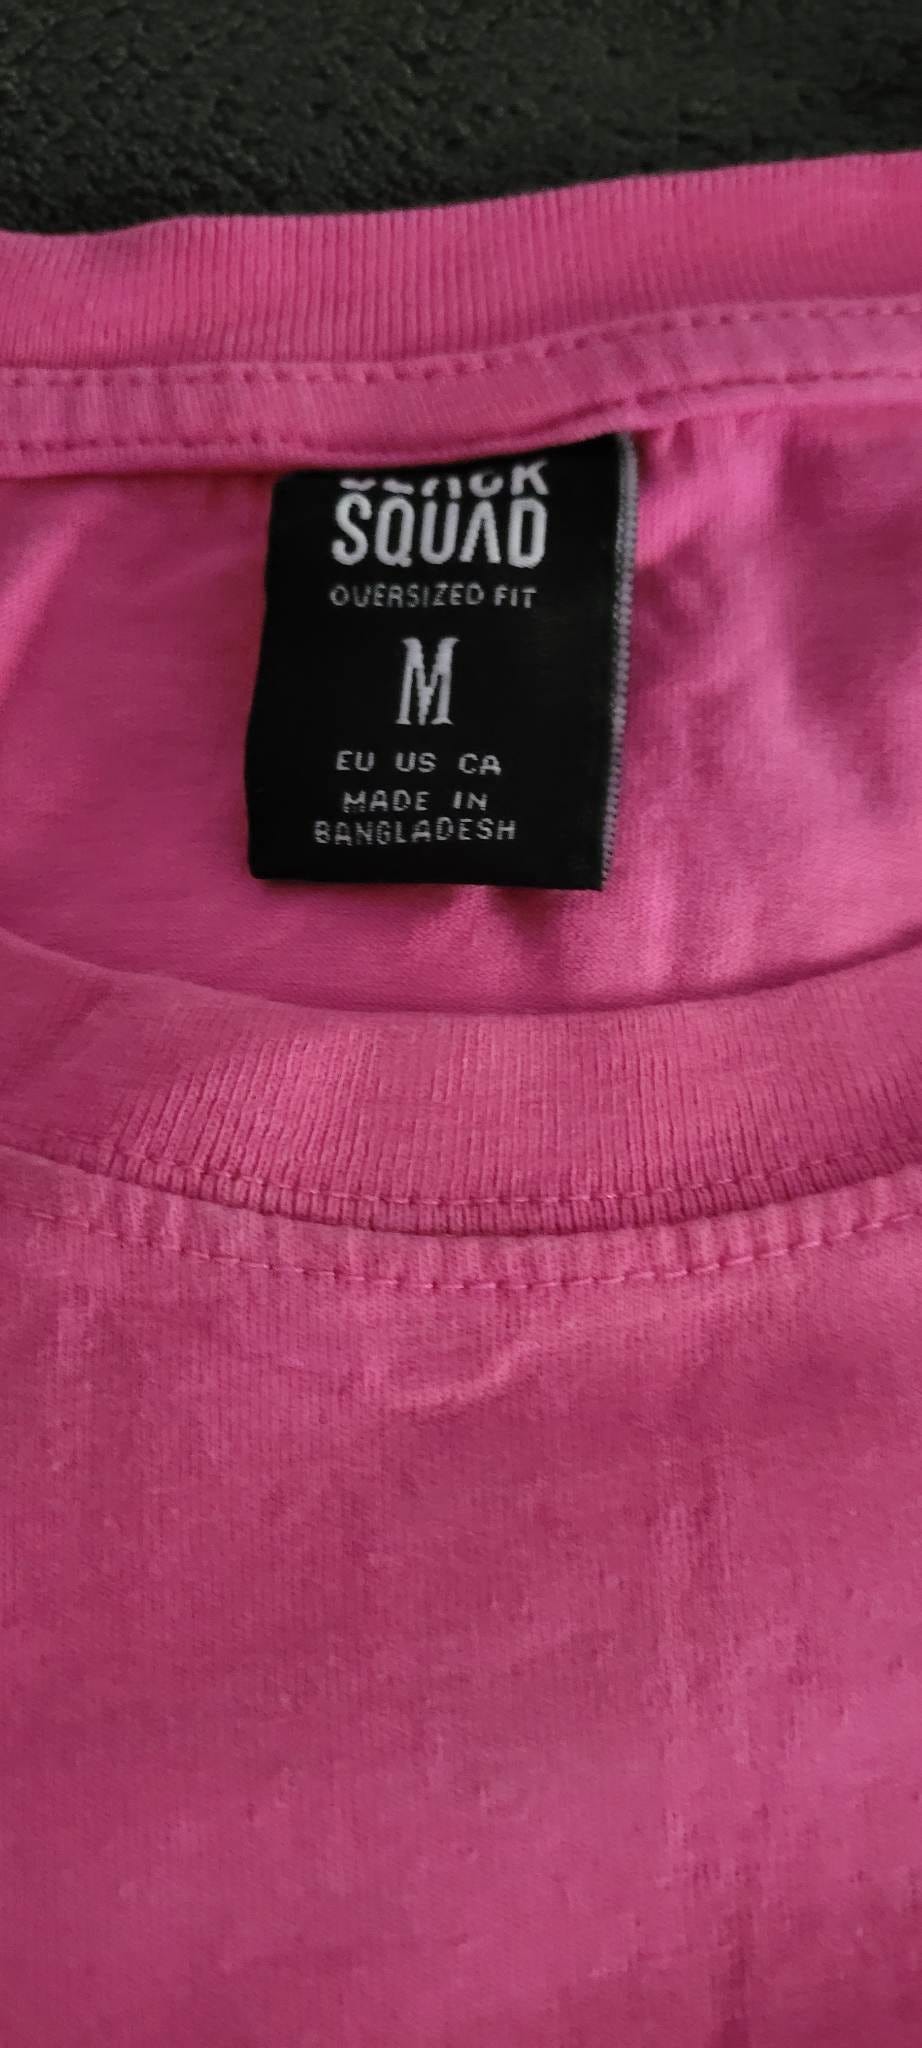 SQUAD
OVERSIZED FIT
M
EU US CA
MADE IN
BANGLADESH